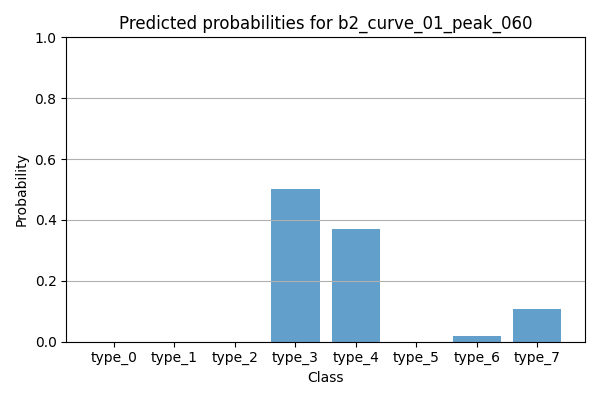 Predicted probabilities for b2_curve_01_peak_060
1.0
0.8
0.6
0.4
0.2
0.0
Probability
type_0 type_1 type_2 type_3 type_4 type_5 type_6 type_7
Class